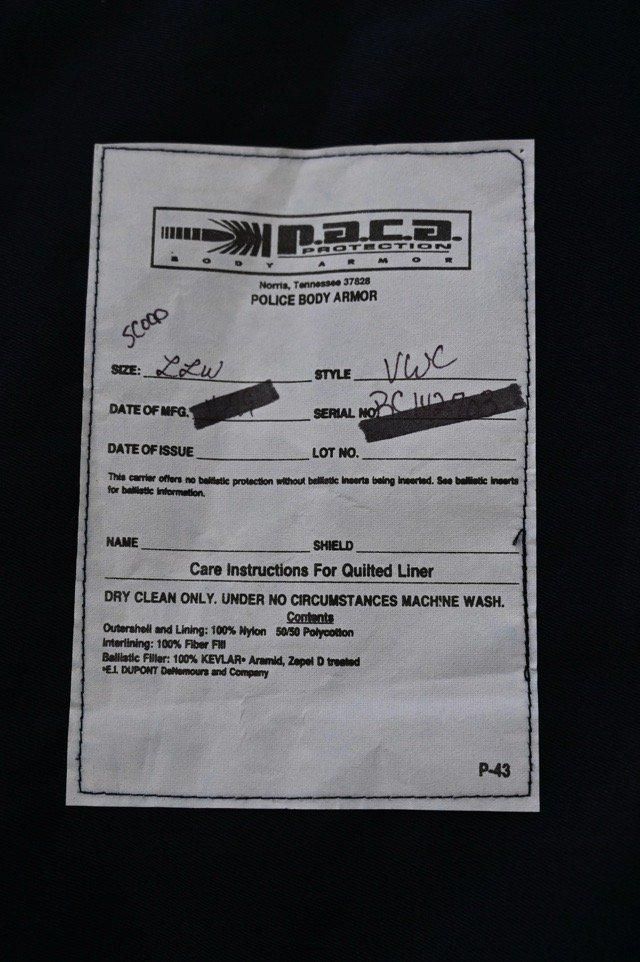 p.a.c.a.
PROTECTION
BODY ARMOR
Norris, Tennessee 37828
POLICE BODY ARMOR
SCOOP
SIZE: LLW STYLE VWC
DATE OF MFG. SERIAL NO.
DATE OF ISSUE LOT NO.
This carrier offers no ballistic protection without ballistic inserts being inserted. See ballistic inserts
for ballistic information.
NAME SHIELD
Care Instructions For Quilted Liner
DRY CLEAN ONLY. UNDER NO CIRCUMSTANCES MACHINE WASH.
Contents
Outershell and Lining: 100% Nylon 50/50 Polycotton
Interlining: 100% Fiber Fill
Ballistic Filler: 100% KEVLAR* Aramid, Zepel D treated
*E.I. DUPONT DeNemours and Company
P-43